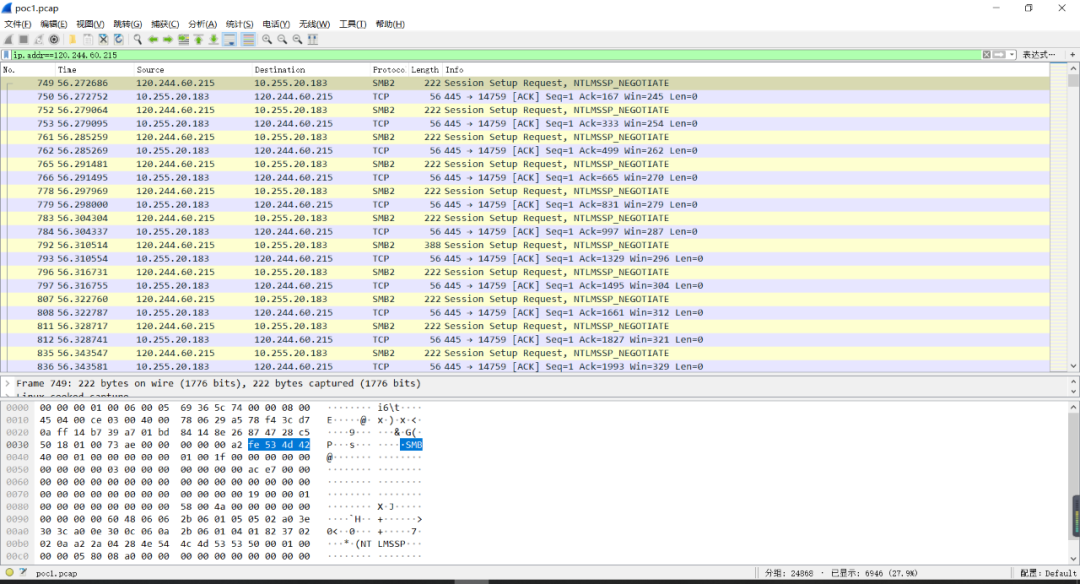 poc1.pcap
文件(F) 编辑(E) 视图(V) 跳转(G) 捕获(C) 分析(A) 统计(S) 电话(Y) 无线(W) 工具(T) 帮助(H)
ip.addr==120.244.60.215 表达式… +
No. Time Source Destination Protoco Length Info
749 56.272686 120.244.60.215 10.255.20.183 SMB2 222 Session Setup Request, NTLMSSP_NEGOTIATE
750 56.272752 10.255.20.183 120.244.60.215 TCP 56 445 → 14759 [ACK] Seq=1 Ack=167 Win=245 Len=0
752 56.279064 120.244.60.215 10.255.20.183 SMB2 222 Session Setup Request, NTLMSSP_NEGOTIATE
753 56.279095 10.255.20.183 120.244.60.215 TCP 56 445 → 14759 [ACK] Seq=1 Ack=333 Win=254 Len=0
761 56.285259 120.244.60.215 10.255.20.183 SMB2 222 Session Setup Request, NTLMSSP_NEGOTIATE
762 56.285269 10.255.20.183 120.244.60.215 TCP 56 445 → 14759 [ACK] Seq=1 Ack=499 Win=262 Len=0
765 56.291481 120.244.60.215 10.255.20.183 SMB2 222 Session Setup Request, NTLMSSP_NEGOTIATE
766 56.291495 10.255.20.183 120.244.60.215 TCP 56 445 → 14759 [ACK] Seq=1 Ack=665 Win=270 Len=0
778 56.297969 120.244.60.215 10.255.20.183 SMB2 222 Session Setup Request, NTLMSSP_NEGOTIATE
779 56.298000 10.255.20.183 120.244.60.215 TCP 56 445 → 14759 [ACK] Seq=1 Ack=831 Win=279 Len=0
783 56.304304 120.244.60.215 10.255.20.183 SMB2 222 Session Setup Request, NTLMSSP_NEGOTIATE
784 56.304337 10.255.20.183 120.244.60.215 TCP 56 445 → 14759 [ACK] Seq=1 Ack=997 Win=287 Len=0
792 56.310514 120.244.60.215 10.255.20.183 SMB2 388 Session Setup Request, NTLMSSP_NEGOTIATE
793 56.310554 10.255.20.183 120.244.60.215 TCP 56 445 → 14759 [ACK] Seq=1 Ack=1329 Win=296 Len=0
796 56.316731 120.244.60.215 10.255.20.183 SMB2 222 Session Setup Request, NTLMSSP_NEGOTIATE
797 56.316755 10.255.20.183 120.244.60.215 TCP 56 445 → 14759 [ACK] Seq=1 Ack=1495 Win=304 Len=0
807 56.322760 120.244.60.215 10.255.20.183 SMB2 222 Session Setup Request, NTLMSSP_NEGOTIATE
808 56.322787 10.255.20.183 120.244.60.215 TCP 56 445 → 14759 [ACK] Seq=1 Ack=1661 Win=312 Len=0
811 56.328717 120.244.60.215 10.255.20.183 SMB2 222 Session Setup Request, NTLMSSP_NEGOTIATE
812 56.328741 10.255.20.183 120.244.60.215 TCP 56 445 → 14759 [ACK] Seq=1 Ack=1827 Win=321 Len=0
835 56.343547 120.244.60.215 10.255.20.183 SMB2 222 Session Setup Request, NTLMSSP_NEGOTIATE
836 56.343581 10.255.20.183 120.244.60.215 TCP 56 445 → 14759 [ACK] Seq=1 Ack=1993 Win=329 Len=0
> Frame 749: 222 bytes on wire (1776 bits), 222 bytes captured (1776 bits)
> Linux cooked capture
0000 00 00 00 01 00 06 00 05 69 36 5c 74 00 00 08 00 ········ i6\t····
0010 45 04 00 ce 03 00 40 00 78 06 29 a5 78 f4 3c d7 E·····@· x·)·x·<·
0020 0a ff 14 b7 39 a7 01 bd 84 14 8e 26 87 47 28 c5 ····9··· ···&·G(·
0030 50 18 01 00 73 ae 00 00 00 00 00 a2 fe 53 4d 42 P···s··· ·····SMB
0040 40 00 01 00 00 00 00 00 01 00 1f 00 00 00 00 00 @······· ········
0050 00 00 00 00 03 00 00 00 00 00 00 00 ac e7 00 00 ········ ········
0060 00 00 00 00 00 00 00 00 00 00 00 00 00 00 00 00 ········ ········
0070 00 00 00 00 00 00 00 00 00 00 00 00 19 00 00 01 ········ ········
0080 00 00 00 00 00 00 00 00 58 00 4a 00 00 00 00 00 ········ X·J·····
0090 00 00 00 00 60 48 06 06 2b 06 01 05 05 02 a0 3e ····`H·· +······>
00a0 30 3c a0 0e 30 0c 06 0a 2b 06 01 04 01 82 37 02 0<··0··· +·····7·
00b0 02 0a a2 2a 04 28 4e 54 4c 4d 53 53 50 00 01 00 ···*·(NT LMSSP···
00c0 00 00 05 80 08 a0 00 00 00 00 00 00 00 00 00 00 ········ ········
poc1.pcap 分组: 24868 · 已显示: 6946 (27.9%) 配置: Default